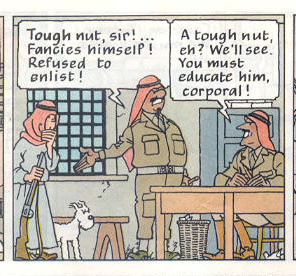 Tough nut, sir!...
Fancies himself!
Refused to
enlist!
A tough nut,
eh? We'll see.
You must
educate him,
corporal!